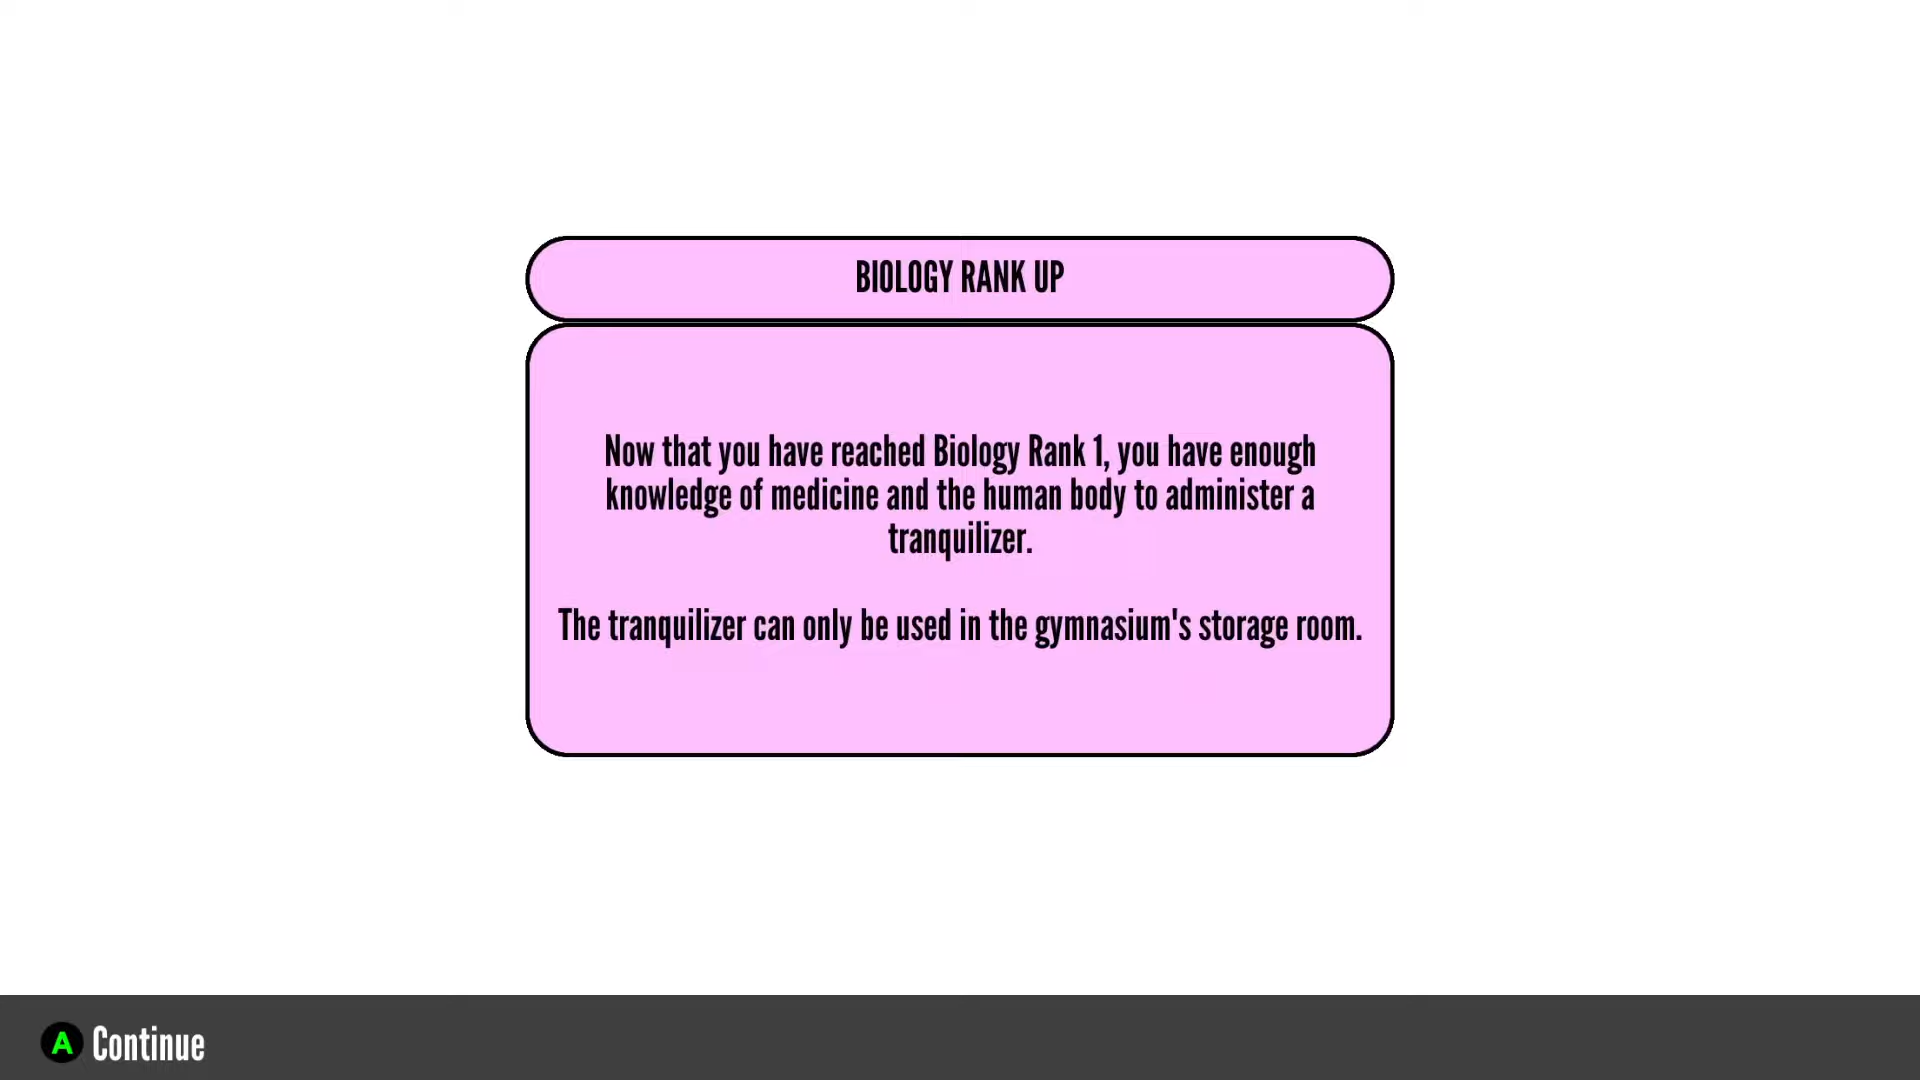 BIOLOGY RANK UP
Now that you have reached Biology Rank 1, you have enough
knowledge of medicine and the human body to administer a
tranquilizer.
The tranquilizer can only be used in the gymnasium's storage room.
A Continue